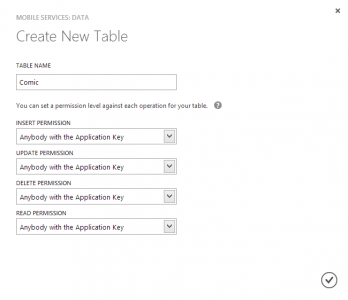 MOBILE SERVICES: DATA
Create New Table
TABLE NAME
Comic
You can set a permission level against each operation for your table. ?
INSERT PERMISSION
Anybody with the Application Key
UPDATE PERMISSION
Anybody with the Application Key
DELETE PERMISSION
Anybody with the Application Key
READ PERMISSION
Anybody with the Application Key